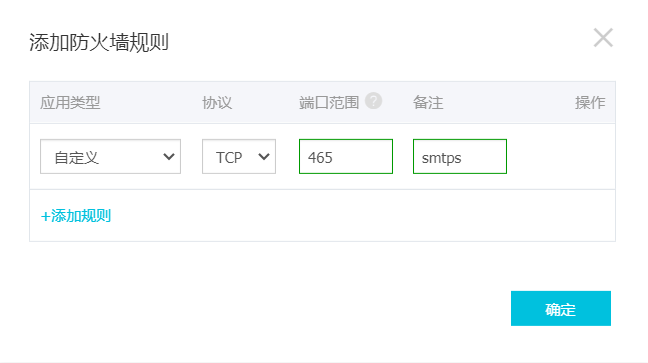 添加防火墙规则
应用类型 协议 端口范围 ? 备注 操作
自定义 TCP 465 smtps
+添加规则
确定